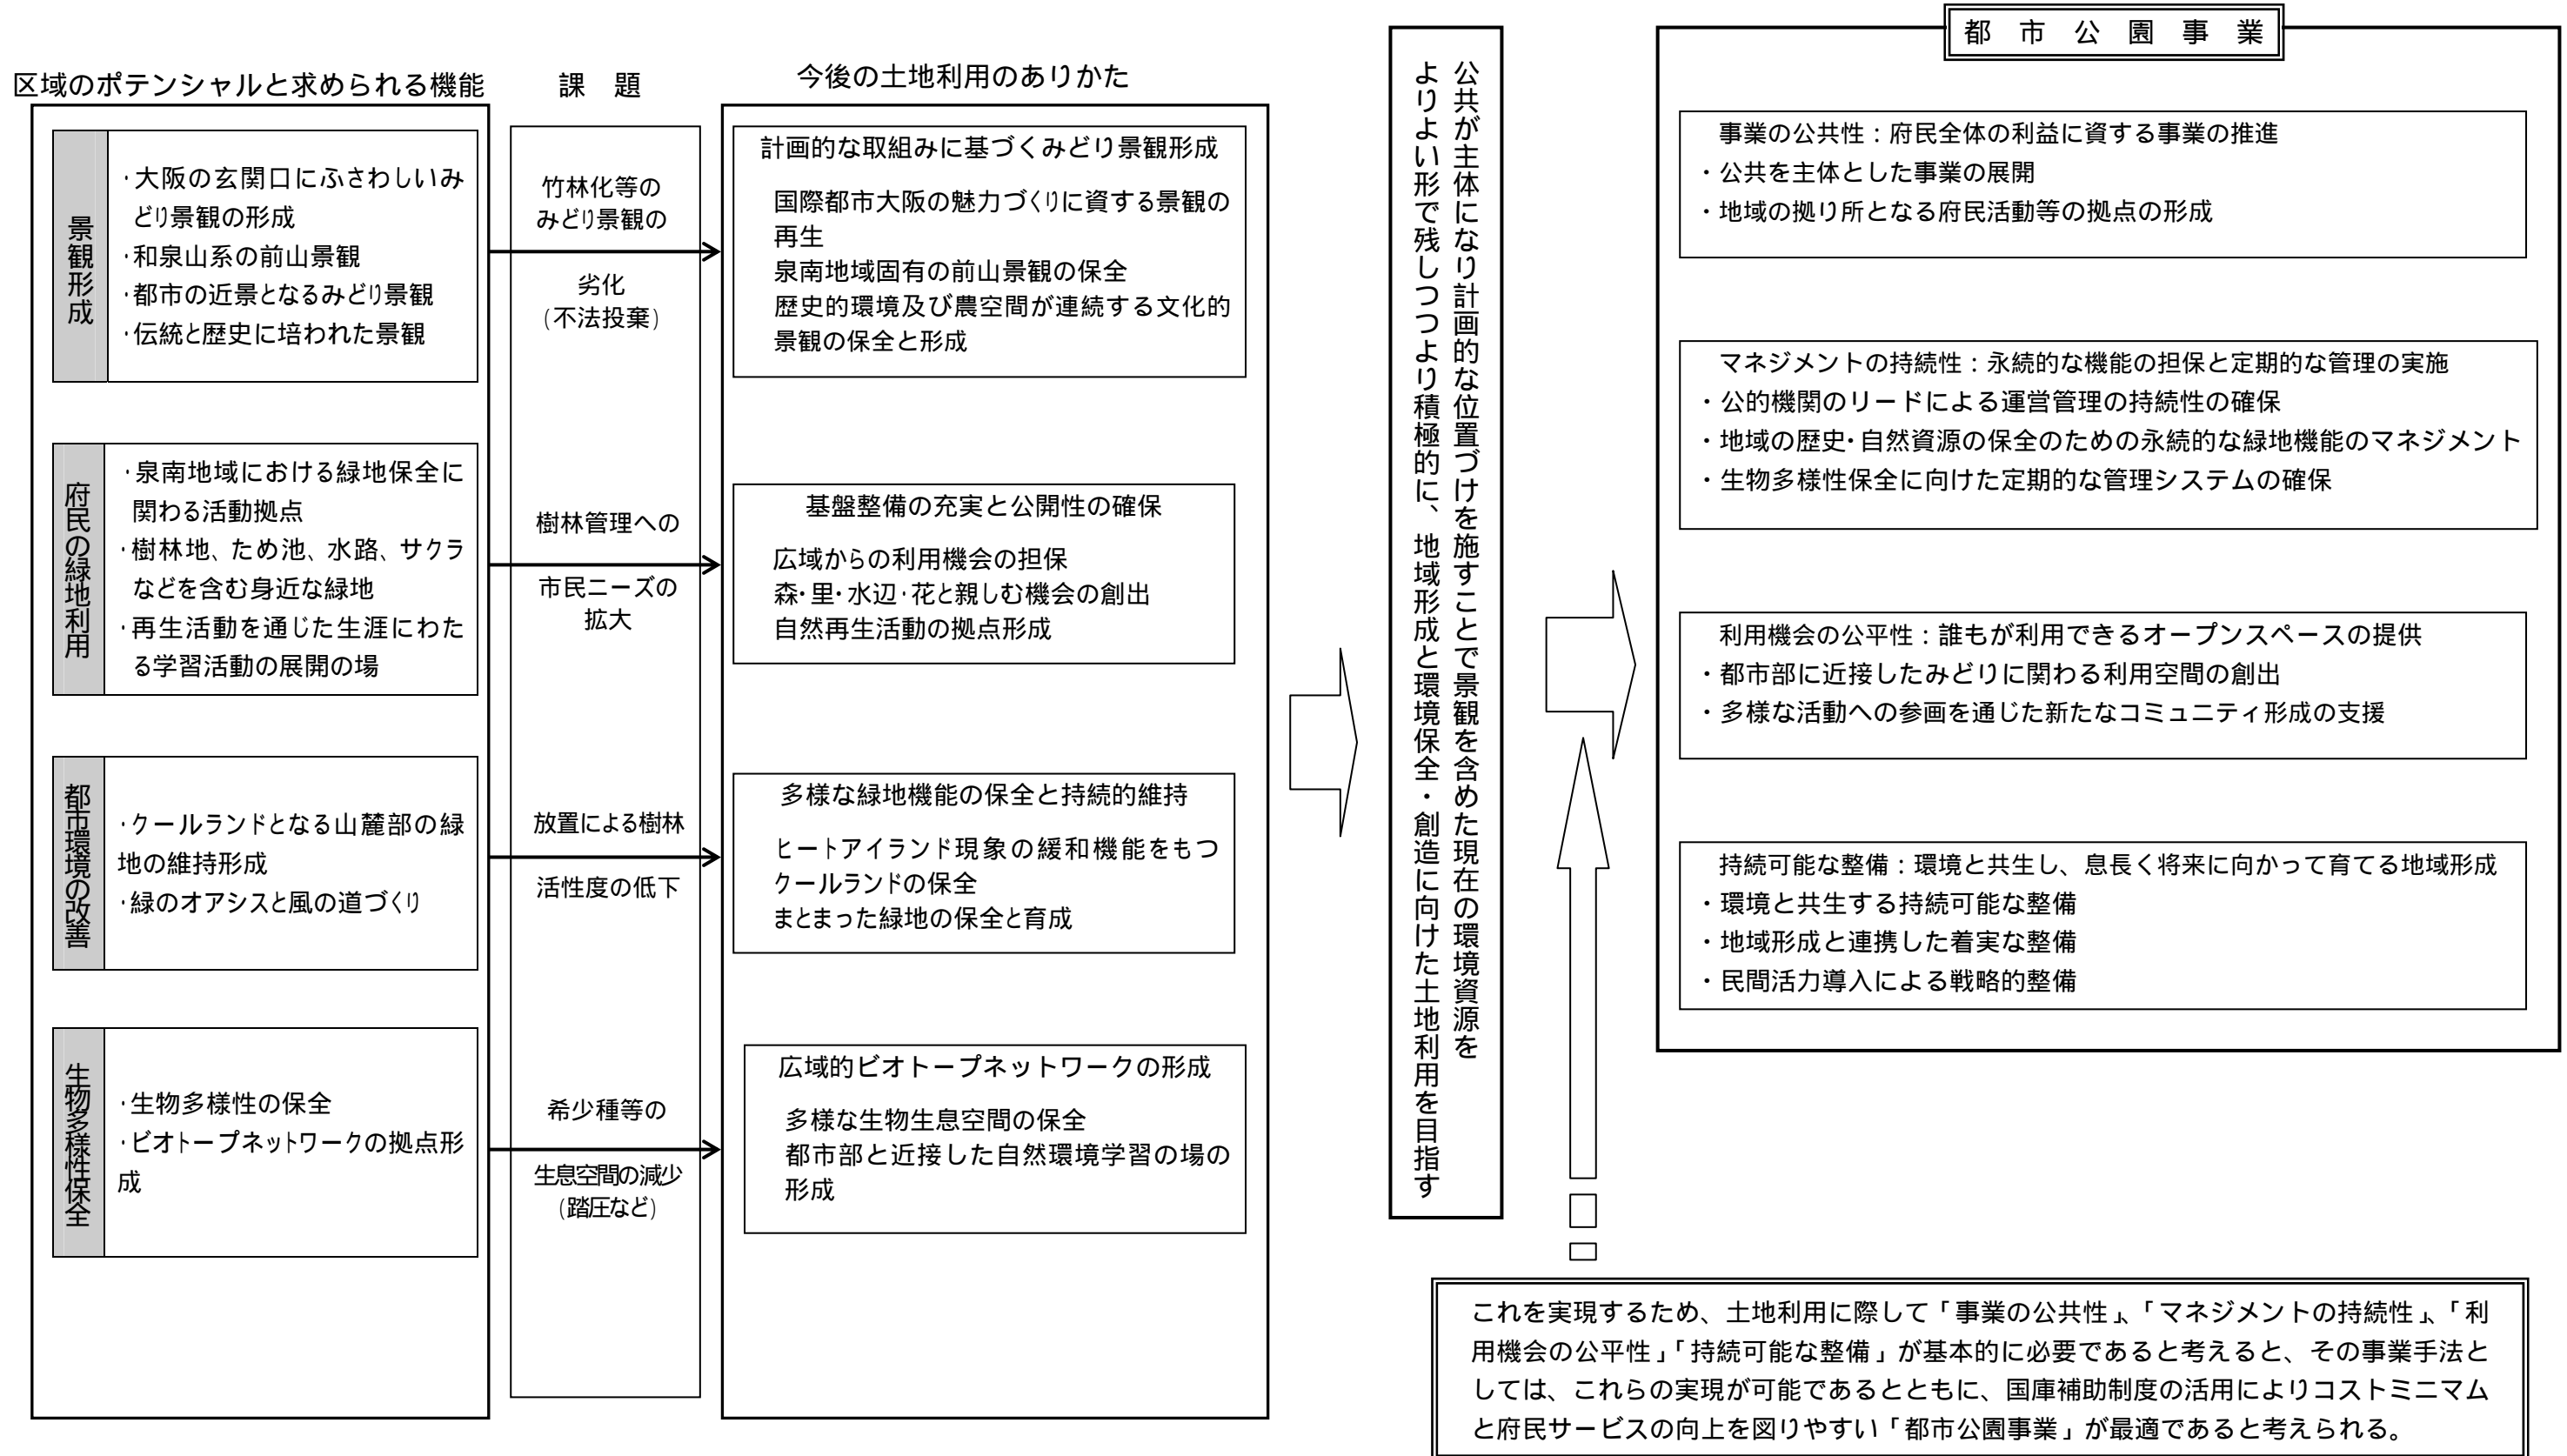 区域のポテンシャルと求められる機能
景観形成
・大阪の玄関口にふさわしいみ
どり景観の形成
・和泉山系の前山景観
・都市の近景となるみどり景観
・伝統と歴史に培われた景観
府民の緑地利用
・泉南地域における緑地保全に
関わる活動拠点
・樹林地、ため池、水路、サクラ
などを含む身近な緑地
・再生活動を通じた生涯にわた
る学習活動の展開の場
都市環境の改善
・クールランドとなる山麓部の緑
地の維持形成
・緑のオアシスと風の道づくり
生物多様性保全
・生物多様性の保全
・ビオトープネットワークの拠点形
成
課　題
竹林化等の
みどり景観の
劣化
(不法投棄)
樹林管理への
市民ニーズの
拡大
放置による樹林
活性度の低下
希少種等の
生息空間の減少
(踏圧など)
今後の土地利用のありかた
計画的な取組みに基づくみどり景観形成
国際都市大阪の魅力づくりに資する景観の
再生
泉南地域固有の前山景観の保全
歴史的環境及び農空間が連続する文化的
景観の保全と形成
基盤整備の充実と公開性の確保
広域からの利用機会の担保
森・里・水辺・花と親しむ機会の創出
自然再生活動の拠点形成
多様な緑地機能の保全と持続的維持
ヒートアイランド現象の緩和機能をもつ
クールランドの保全
まとまった緑地の保全と育成
広域的ビオトープネットワークの形成
多様な生物生息空間の保全
都市部と近接した自然環境学習の場の
形成
公共が主体になり計画的な位置づけを施すことで景観を含めた現在の環境資源を
よりよい形で残しつつより積極的に、地域形成と環境保全・創造に向けた土地利用を目指す
都　市　公　園　事　業
事業の公共性：府民全体の利益に資する事業の推進
・公共を主体とした事業の展開
・地域の拠り所となる府民活動等の拠点の形成
マネジメントの持続性：永続的な機能の担保と定期的な管理の実施
・公的機関のリードによる運営管理の持続性の確保
・地域の歴史・自然資源の保全のための永続的な緑地機能のマネジメント
・生物多様性保全に向けた定期的な管理システムの確保
利用機会の公平性：誰もが利用できるオープンスペースの提供
・都市部に近接したみどりに関わる利用空間の創出
・多様な活動への参画を通じた新たなコミュニティ形成の支援
持続可能な整備：環境と共生し、息長く将来に向かって育てる地域形成
・環境と共生する持続可能な整備
・地域形成と連携した着実な整備
・民間活力導入による戦略的整備
これを実現するため、土地利用に際して「事業の公共性」、「マネジメントの持続性」、「利
用機会の公平性」「持続可能な整備」が基本的に必要であると考えると、その事業手法と
しては、これらの実現が可能であるとともに、国庫補助制度の活用によりコストミニマム
と府民サービスの向上を図りやすい「都市公園事業」が最適であると考えられる。